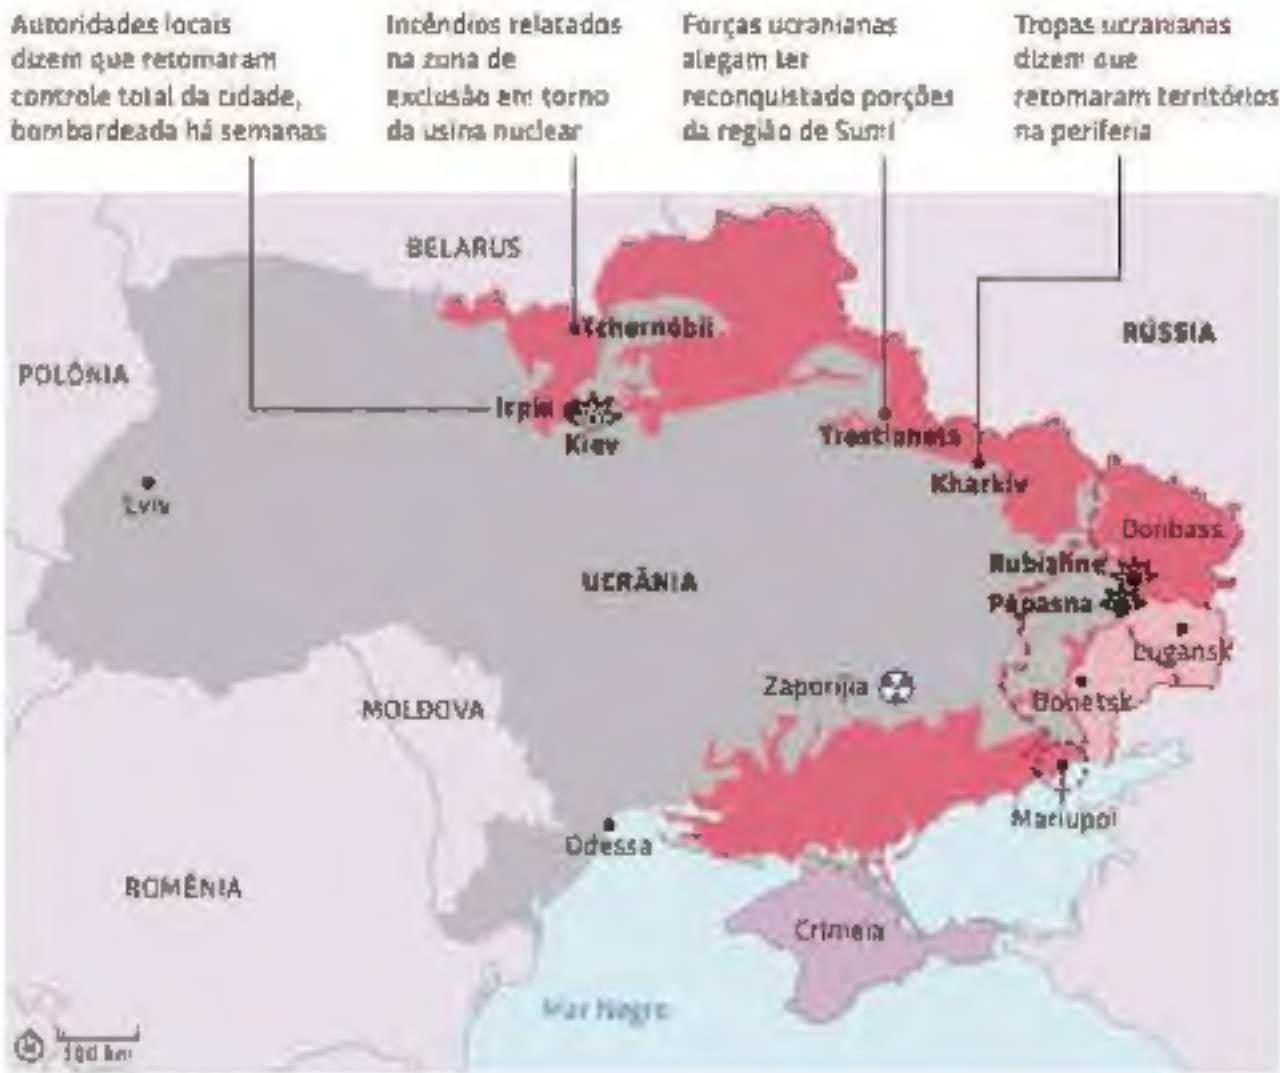 Autoridades locais
dizem que retomaram
controle total da cidade,
bombardeada há semanas
Incêndios relatados
na zona de
exclusão em torno
da usina nuclear
Forças ucranianas
alegam ter
reconquistado porções
da região de Sumi
Tropas ucranianas
dizem que
retomaram territórios
na periferia
BELARUS
RÚSSIA
POLÔNIA
Tchernóbil
Irpin
Kiev
Trostianets
Kharkiv
Lviv
Donbass
UCRÂNIA
Rubizhne
Popasna
Lugansk
Zaporíjia
Donetsk
MOLDOVA
Mariupol
Odessa
ROMÊNIA
Crimeia
Mar Negro
100 km